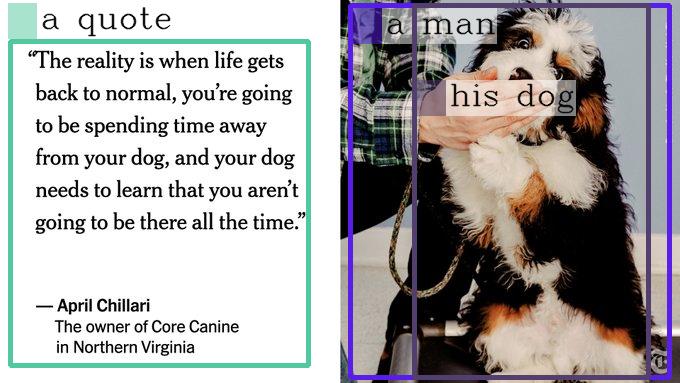 a quote
“The reality is when life gets
back to normal, you’re going
to be spending time away
from your dog, and your dog
needs to learn that you aren’t
going to be there all the time.”
— April Chillari
The owner of Core Canine
in Northern Virginia
a man
his dog